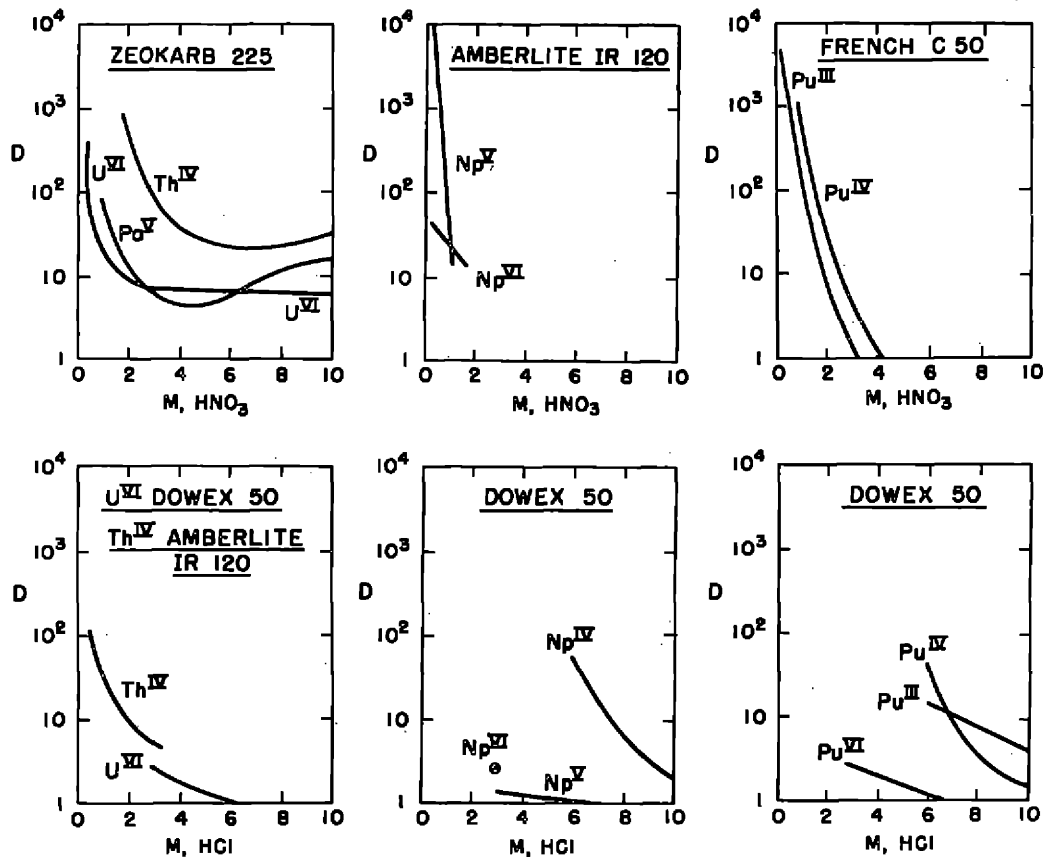 10⁴
10³
D
10²
10
1
ZEOKARB 225
U^VI
Th^IV
Pa^V
U^VI
0 2 4 6 8 10
M, HNO₃
10⁴
10³
D
10²
10
1
AMBERLITE IR 120
Np^V
Np^VI
0 2 4 6 8 10
M, HNO₃
10⁴
10³
D
10²
10
1
FRENCH C 50
Pu^III
Pu^IV
0 2 4 6 8 10
M, HNO₃
10⁴
10³
D
10²
10
1
U^VI DOWEX 50
Th^IV AMBERLITE
IR 120
Th^IV
U^VI
0 2 4 6 8 10
M, HCl
10⁴
10³
D
10²
10
1
DOWEX 50
Np^IV
Np^VI
Np^V
0 2 4 6 8 10
M, HCl
10⁴
10³
D
10²
10
1
DOWEX 50
Pu^IV
Pu^III
Pu^VI
0 2 4 6 8 10
M, HCl